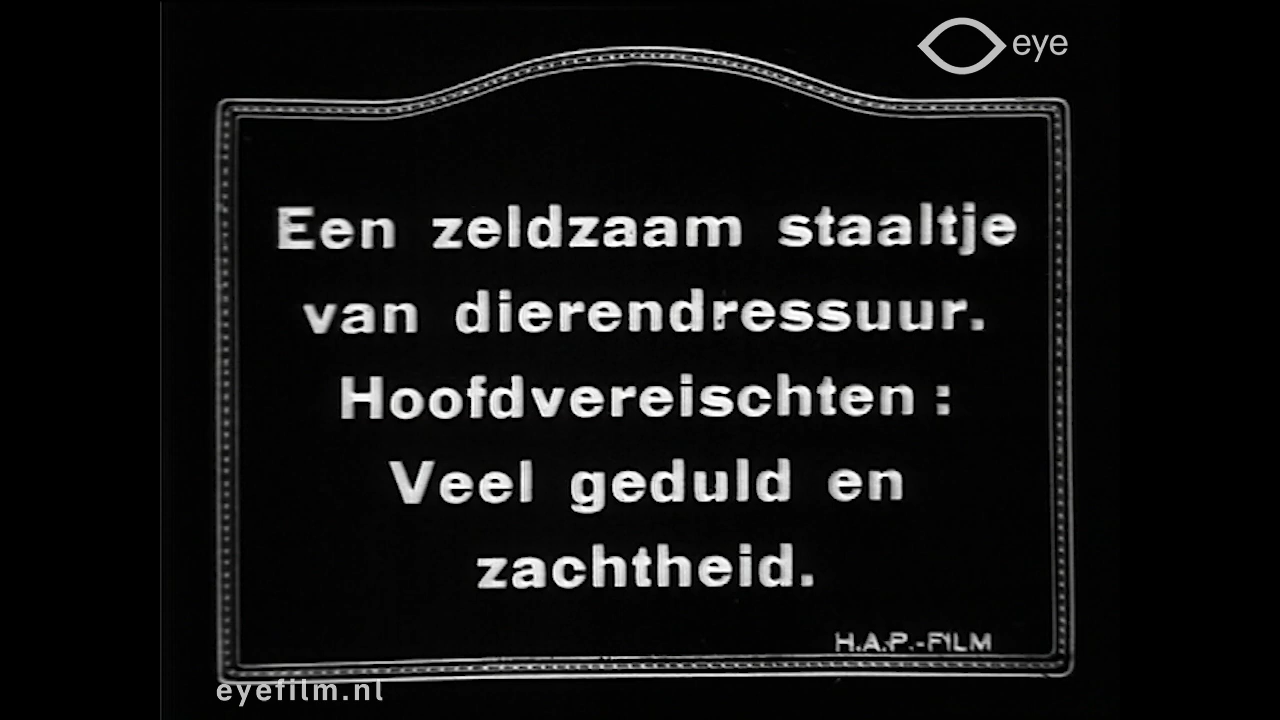 eye
Een zeldzaam staaltje
van dierendressuur.
Hoofdvereischten :
Veel geduld en
zachtheid.
H.A.P.-FILM
eyefilm.nl